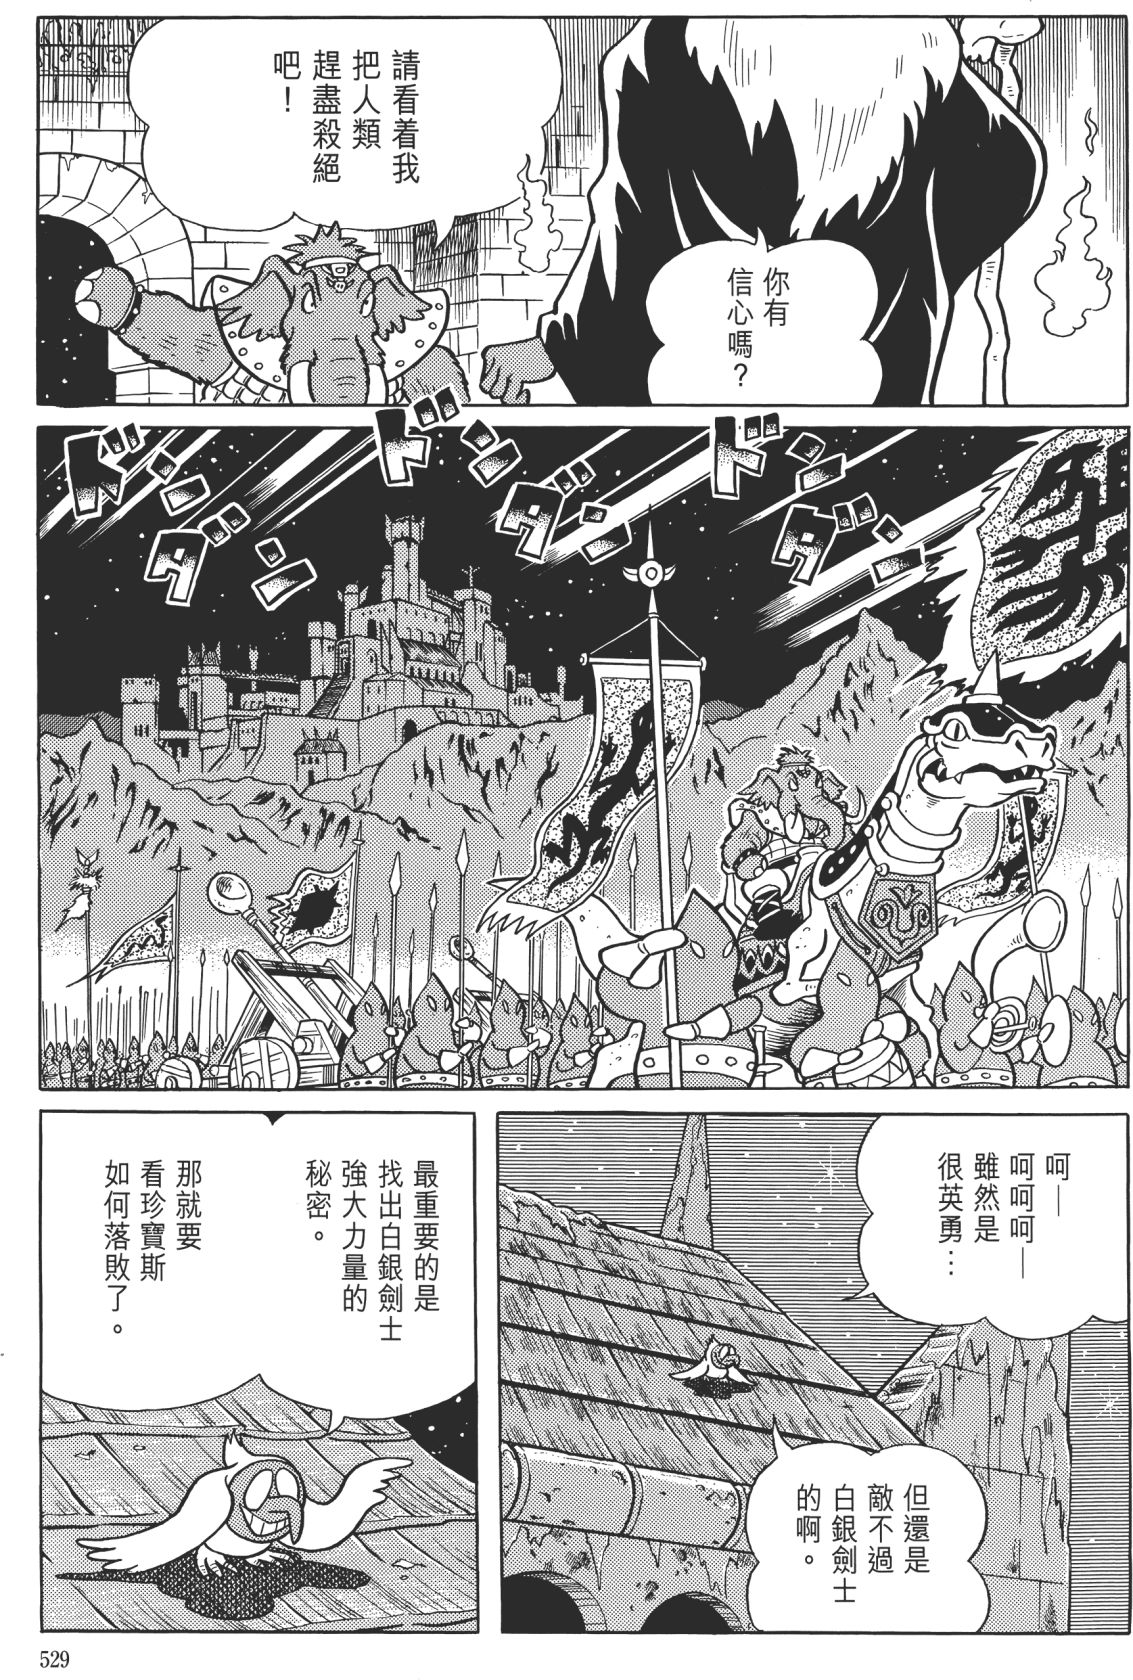 你有
信心嗎？
請看着我
把人類
趕盡殺絕
吧！
ドンダダン
ドンダダン
ドンダダン
呵—
呵呵呵—
雖然是
很英勇…
但還是
敵不過
白銀劍士
的啊。
最重要的是
找出白銀劍士
強大力量的
秘密。
那就要
看珍寶斯
如何落敗了。
529